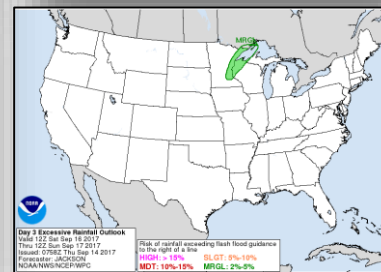 MRGL
NOAA
Day 3 Excessive Rainfall Outlook
Valid 12Z Sat Sep 16 2017
Thru 12Z Sun Sep 17 2017
Issued: 0758Z Thu Sep 14 2017
Forecaster: JACKSON
NOAA/NWS/NCEP/WPC
Risk of rainfall exceeding flash flood guidance
to the right of a line
HIGH: > 15% SLGT: 5%-10%
MDT: 10%-15% MRGL: 2%-5%